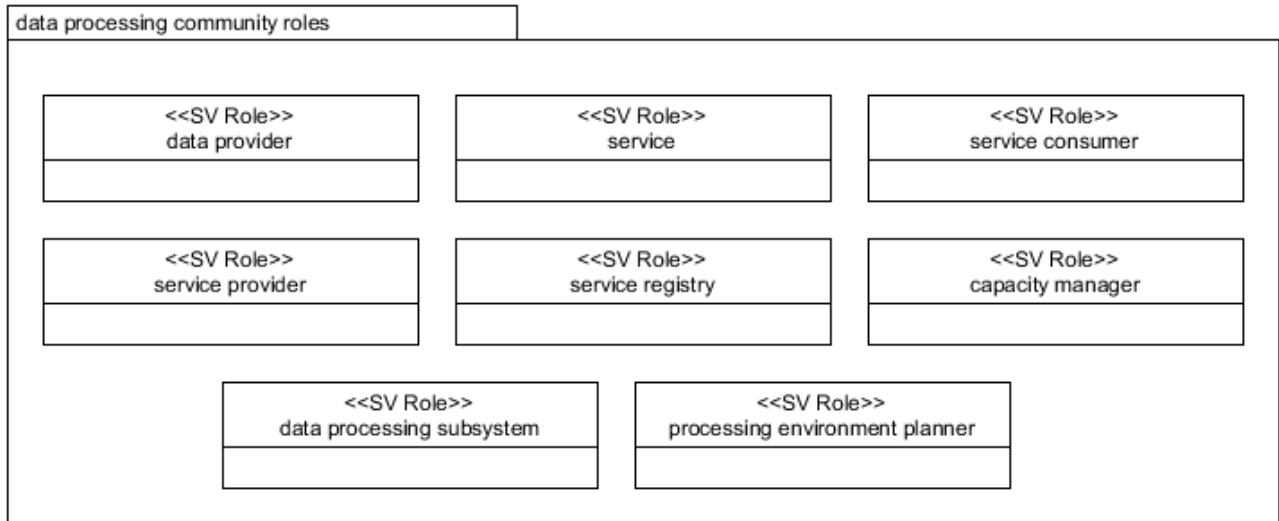 data processing community roles
<<SV Role>>
data provider
<<SV Role>>
service
<<SV Role>>
service consumer
<<SV Role>>
service provider
<<SV Role>>
service registry
<<SV Role>>
capacity manager
<<SV Role>>
data processing subsystem
<<SV Role>>
processing environment planner